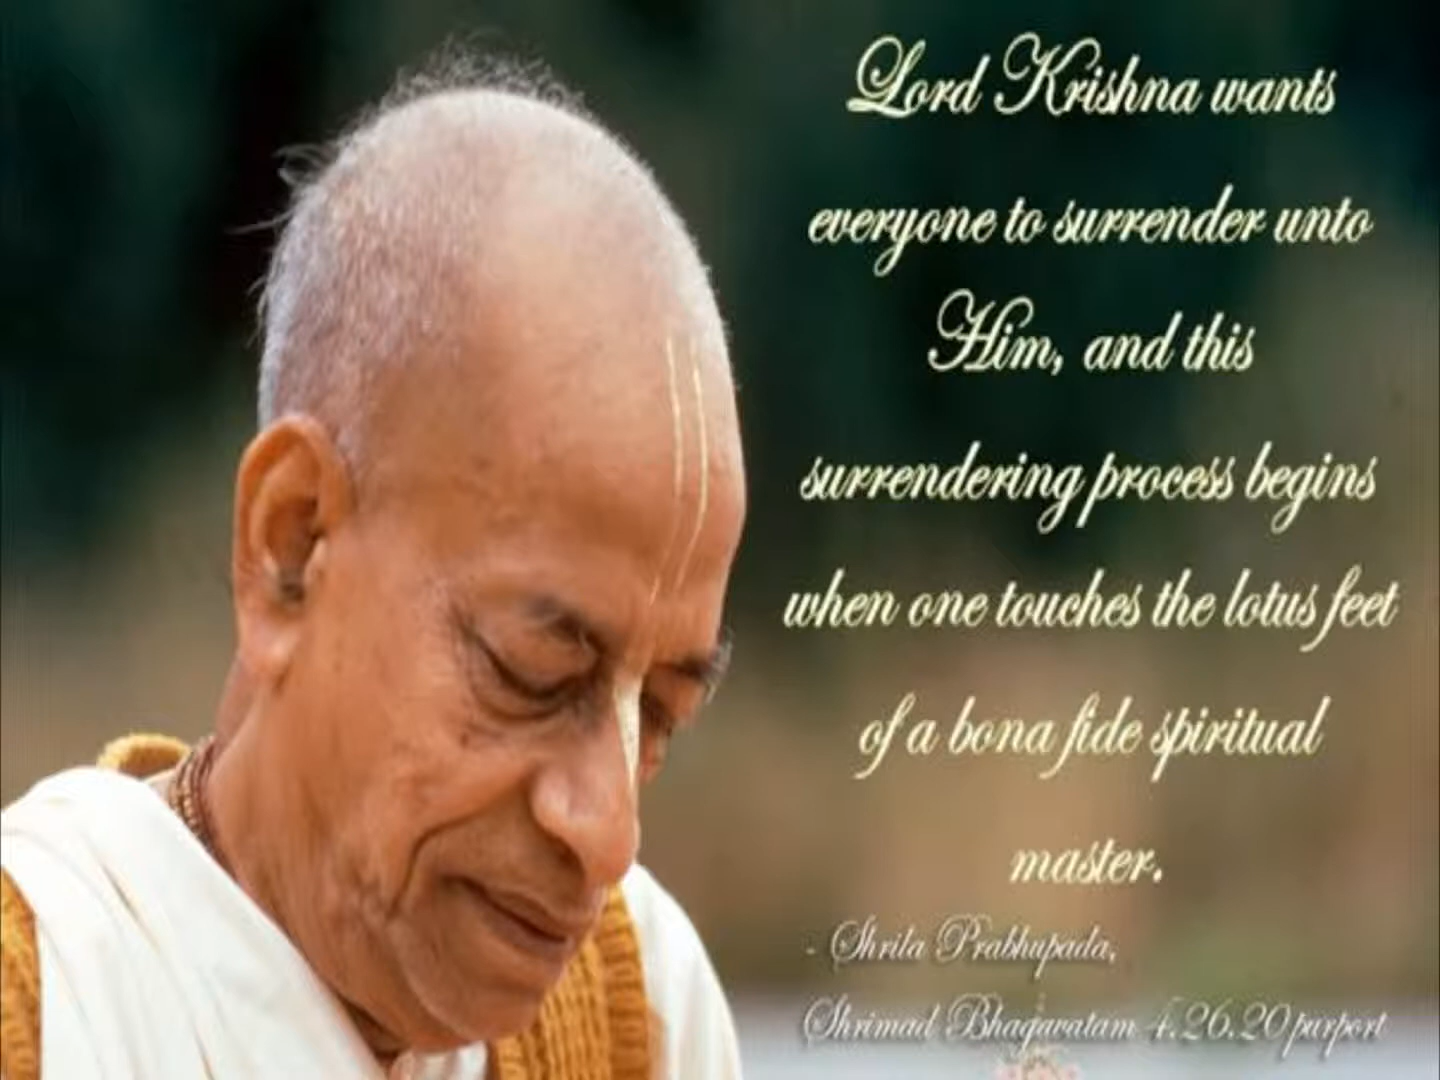 Lord Krishna wants
everyone to surrender unto
Him, and this
surrendering process begins
when one touches the lotus feet
of a bona fide spiritual
master.
- Shrila Prabhupada,
Shrimad Bhagavatam 4.26.20 purport